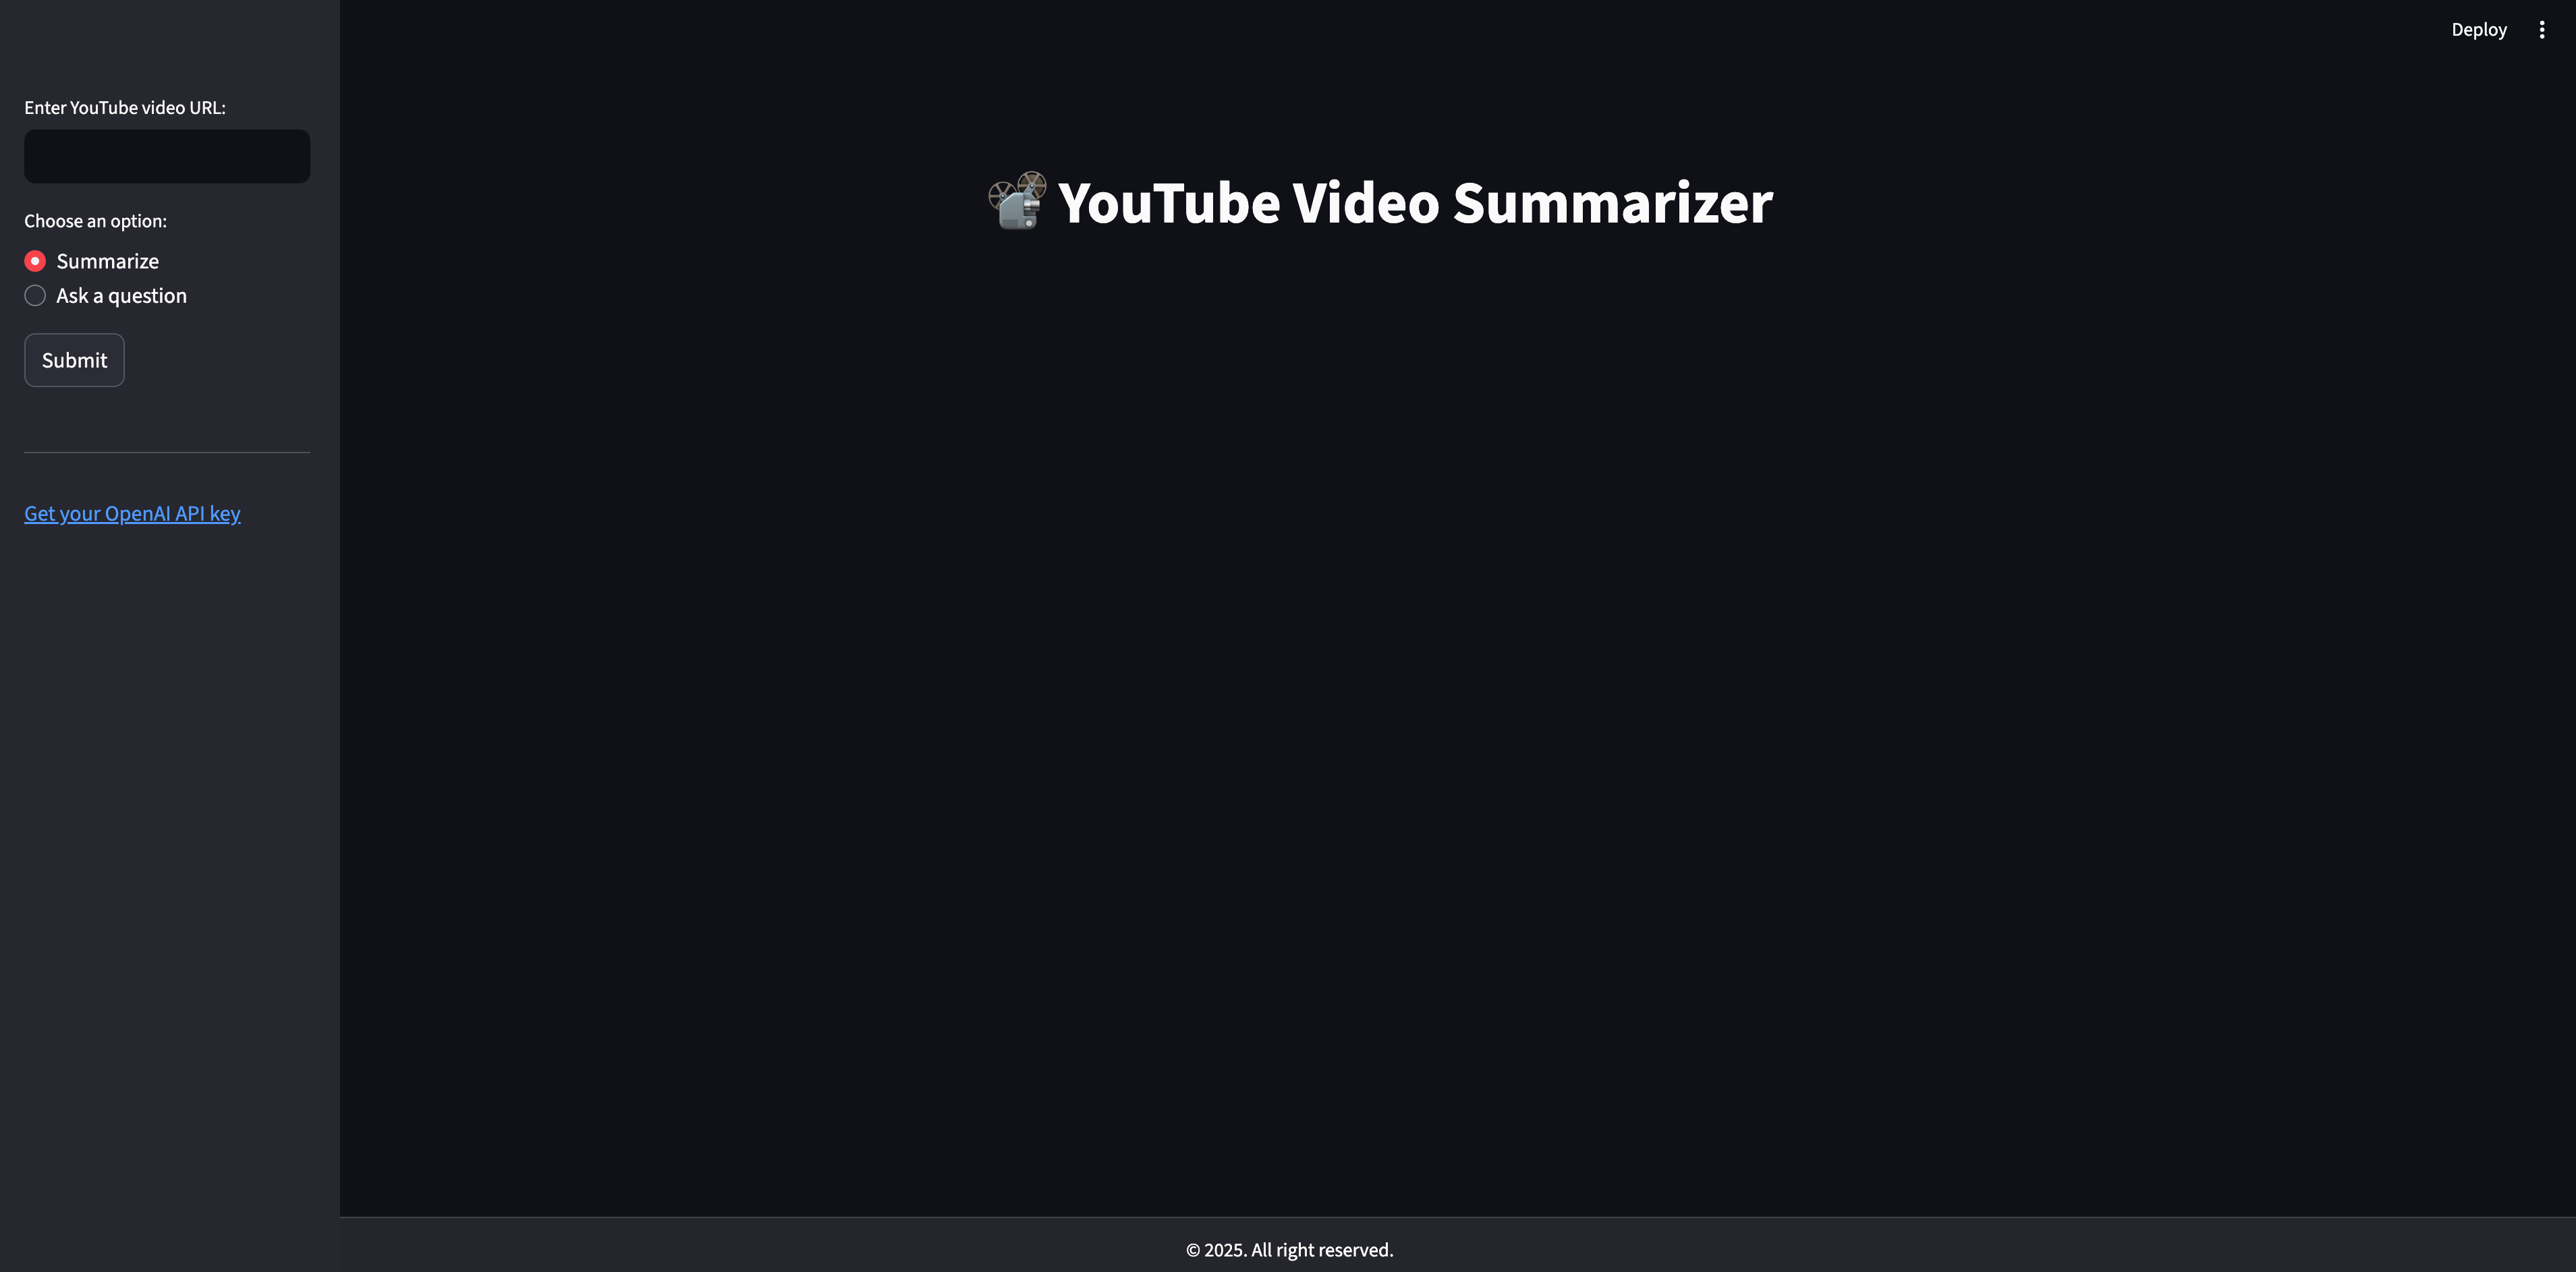 Deploy
Enter YouTube video URL:
Choose an option:
Summarize
Ask a question
Submit
Get your OpenAI API key
YouTube Video Summarizer
© 2025. All right reserved.